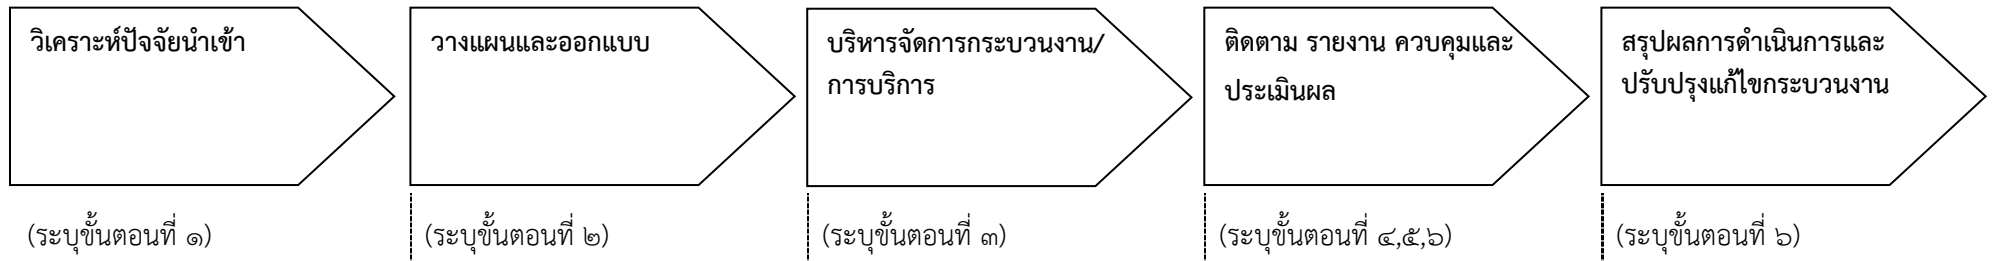 วิเคราะห์ปัจจัยนำเข้า
วางแผนและออกแบบ
บริหารจัดการกระบวนงาน/
การบริการ
ติดตาม รายงาน ควบคุมและ
ประเมินผล
สรุปผลการดำเนินการและ
ปรับปรุงแก้ไขกระบวนงาน
(ระบุขั้นตอนที่ ๑)
(ระบุขั้นตอนที่ ๒)
(ระบุขั้นตอนที่ ๓)
(ระบุขั้นตอนที่ ๔,๕,๖)
(ระบุขั้นตอนที่ ๖)